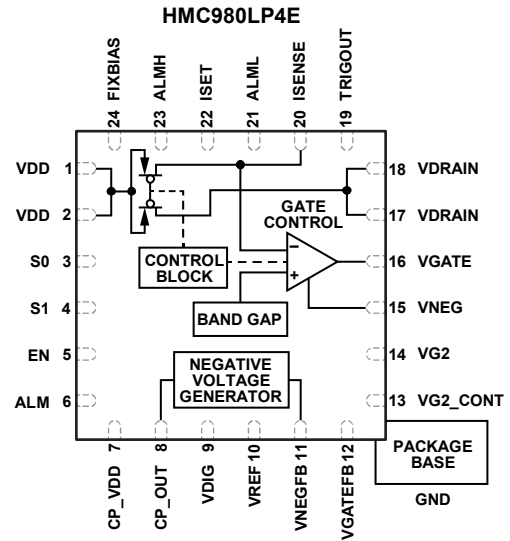 HMC980LP4E
24 FIXBIAS
23 ALMH
22 ISET
21 ALML
20 ISENSE
19 TRIGOUT
VDD 1
VDD 2
S0 3
S1 4
EN 5
ALM 6
18 VDRAIN
17 VDRAIN
16 VGATE
15 VNEG
14 VG2
13 VG2_CONT
GATE
CONTROL
–
+
CONTROL
BLOCK
BAND GAP
NEGATIVE
VOLTAGE
GENERATOR
CP_VDD 7
CP_OUT 8
VDIG 9
VREF 10
VNEGFB 11
VGATEFB 12
PACKAGE
BASE
GND